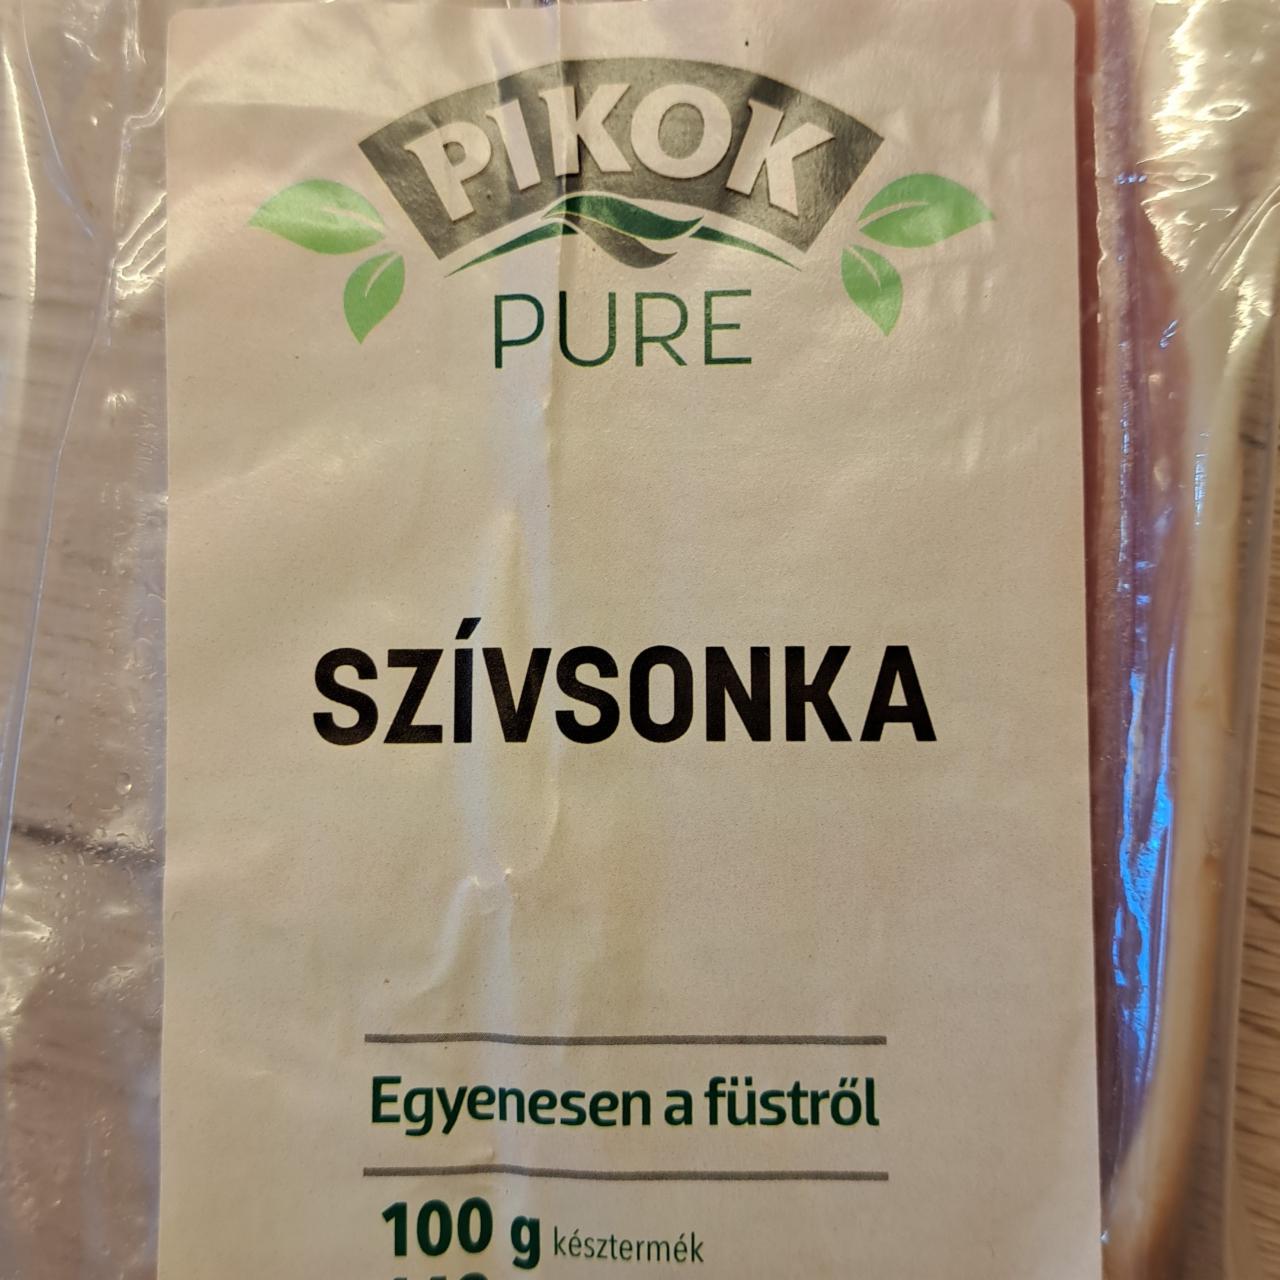 PIKOK
PURE
SZÍVSONKA
Egyenesen a füstről
100 g késztermék